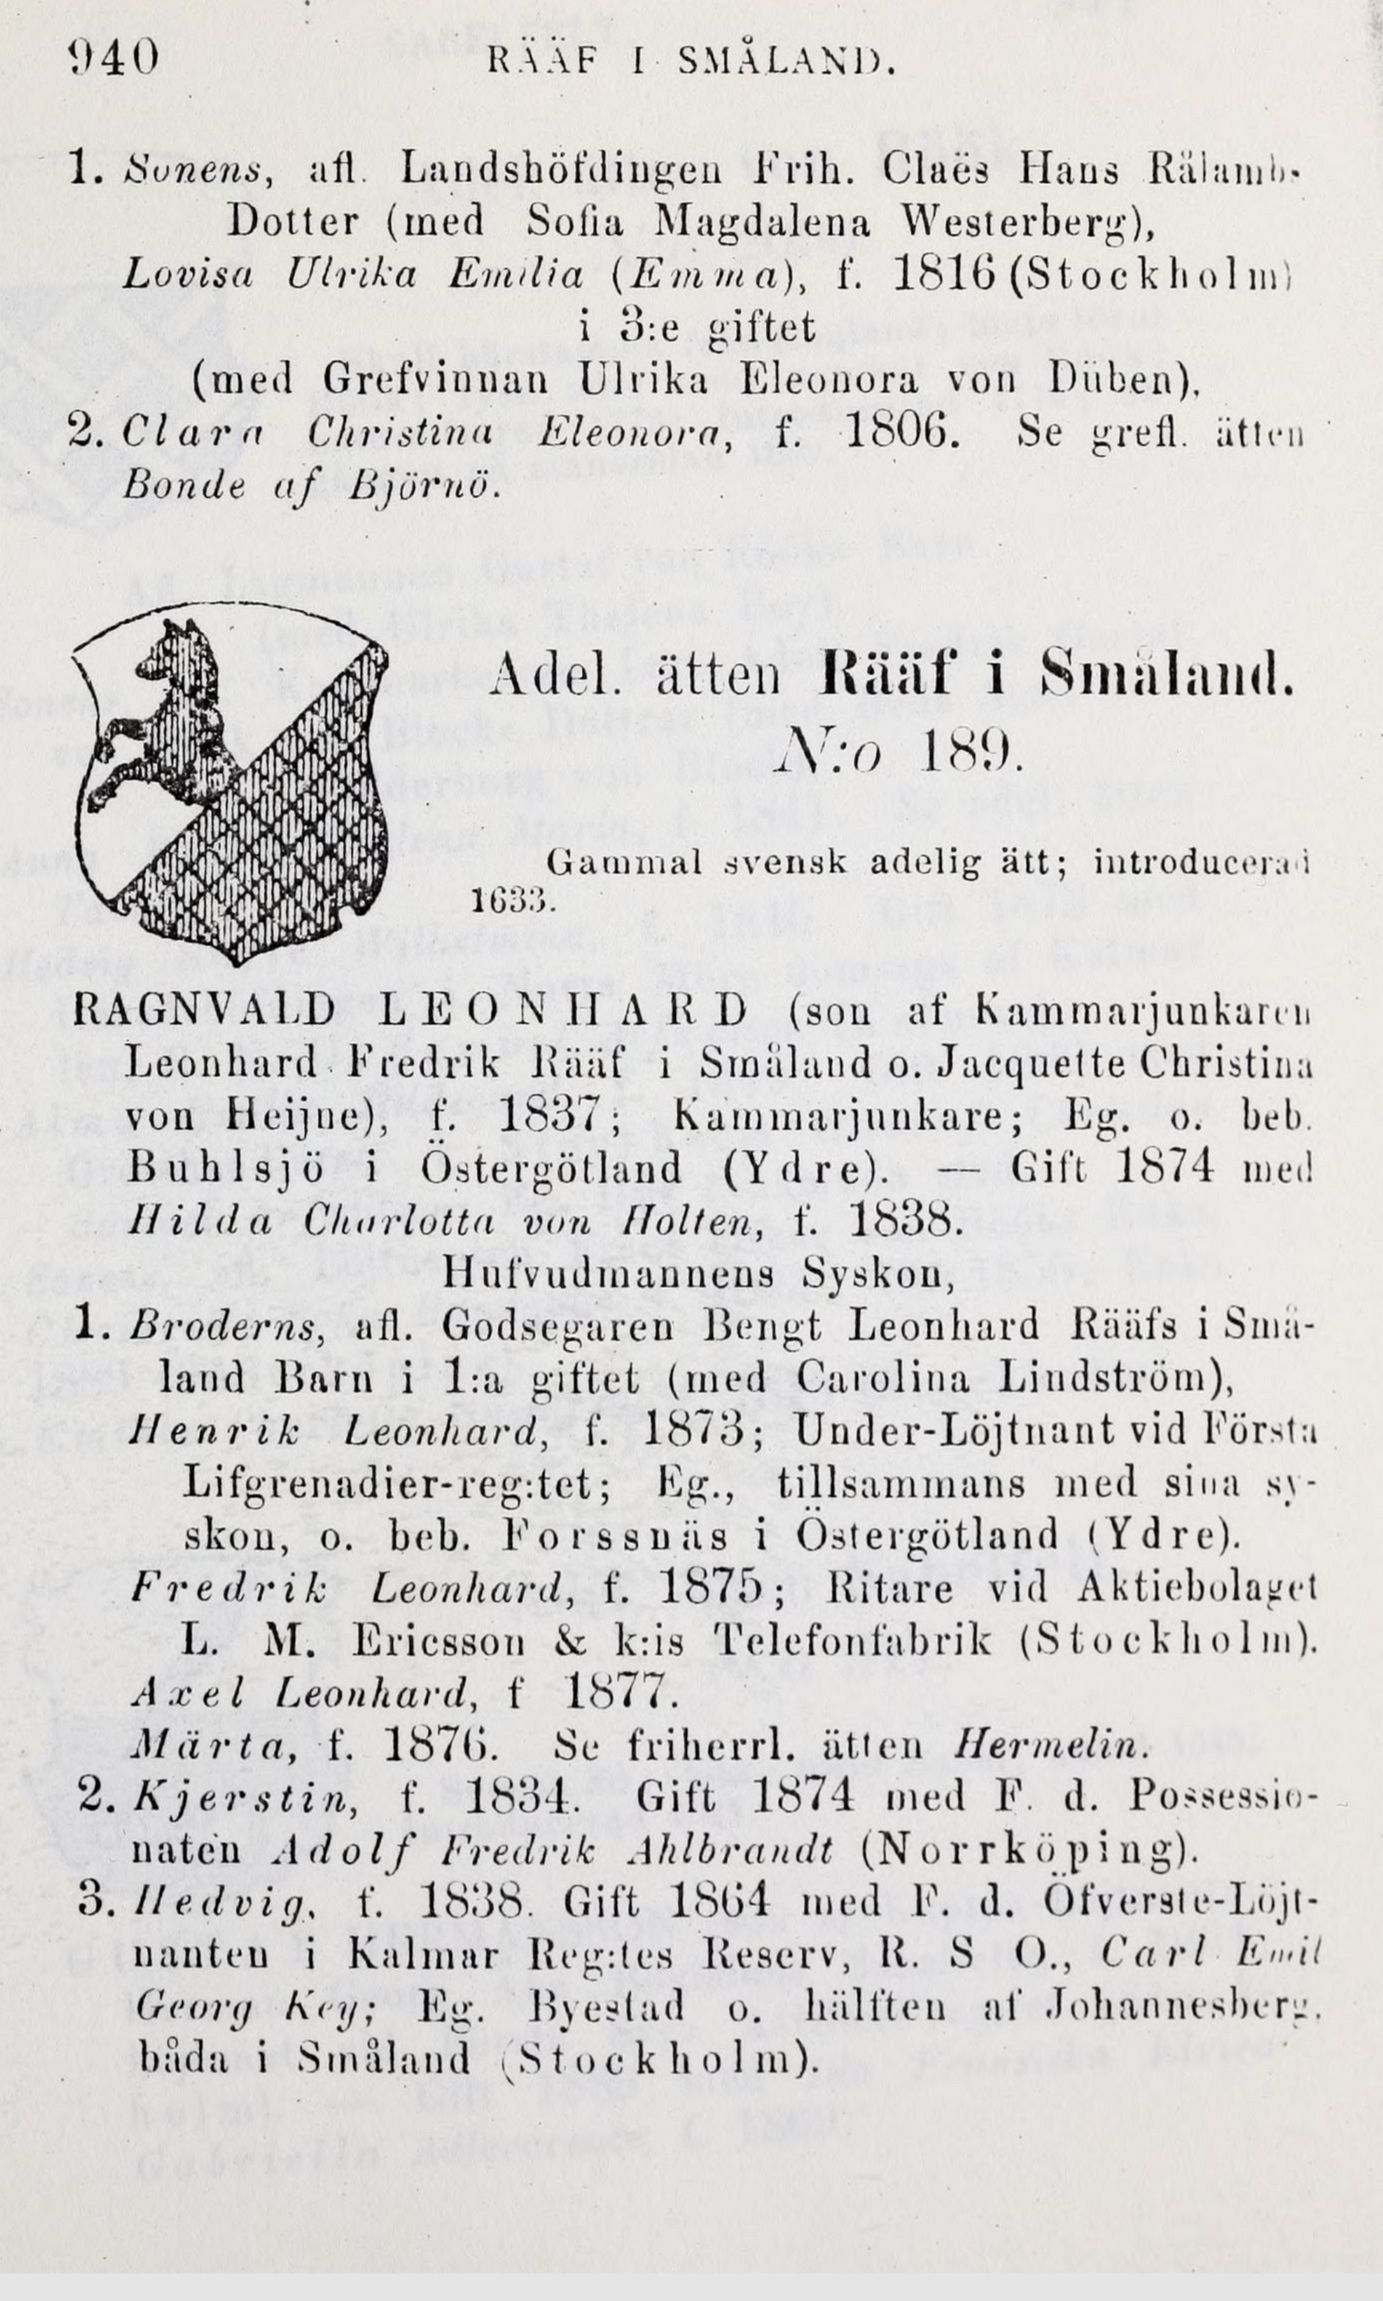 940 RÄÄF I SMÅLAND.
1. Sonens, afl. Landshöfdingen Frih. Claës Hans Rålamb-
Dotter (med Sofia Magdalena Westerberg),
Lovisa Ulrika Emilia (Emma), f. 1816 (Stockholm)
i 3:e giftet
(med Grefvinnan Ulrika Eleonora von Düben),
2. Clara Christina Eleonora, f. 1806. Se grefl. ätten
Bonde af Björnö.
Adel. ätten Rääf i Småland.
N:o 189.
Gammal svensk adelig ätt; introducerad
1633.
RAGNVALD LEONHARD (son af Kammarjunkaren
Leonhard Fredrik Rääf i Småland o. Jacquette Christina
von Heijne), f. 1837; Kammarjunkare; Eg. o. beb.
Buhlsjö i Östergötland (Ydre). — Gift 1874 med
Hilda Charlotta von Holten, f. 1838.
Hufvudmannens Syskon,
1. Broderns, afl. Godsegaren Bengt Leonhard Rääfs i Små-
land Barn i 1:a giftet (med Carolina Lindström),
Henrik Leonhard, f. 1873; Under-Löjtnant vid Första
Lifgrenadier-reg:tet; Eg., tillsammans med sina sy-
skon, o. beb. Forssnäs i Östergötland (Ydre).
Fredrik Leonhard, f. 1875; Ritare vid Aktiebolaget
L. M. Ericsson & k:is Telefonfabrik (Stockholm).
Axel Leonhard, f 1877.
Märta, f. 1876. Se friherrl. ätten Hermelin.
2. Kjerstin, f. 1834. Gift 1874 med F. d. Possessio-
naten Adolf Fredrik Ahlbrandt (Norrköping).
3. Hedvig, f. 1838. Gift 1864 med F. d. Öfverste-Löjt-
nanten i Kalmar Reg:tes Reserv, R. S O., Carl Emil
Georg Key; Eg. Byestad o. hälften af Johannesberg,
båda i Småland (Stockholm).